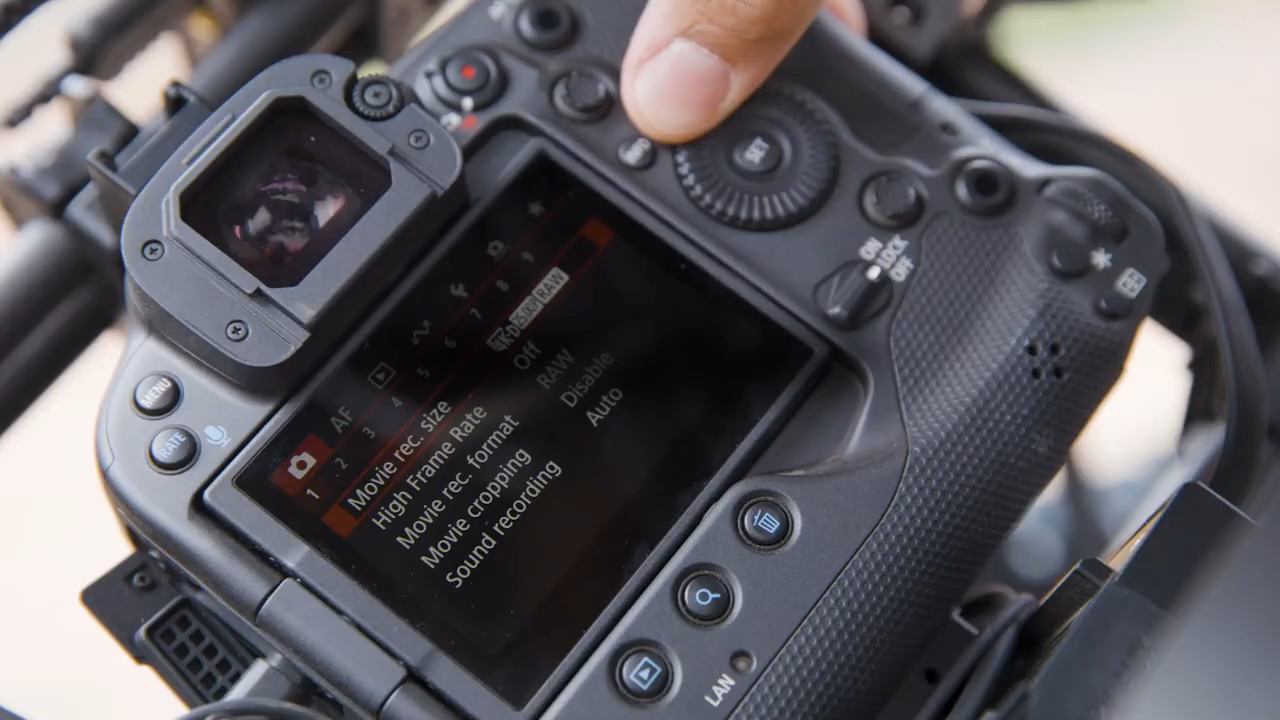 MENU
RATE
INFO
SET
ON
LOCK
OFF
AF
1 2 3 4 5 6 7 8 9
Movie rec. size RAW
High Frame Rate Off
Movie rec. format RAW
Movie cropping Disable
Sound recording Auto
LAN